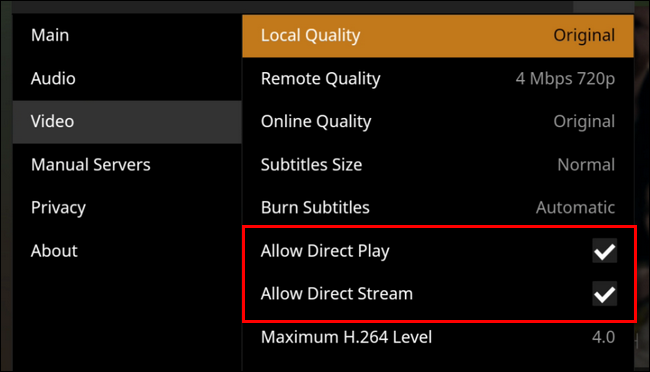 Main
Audio
Video
Manual Servers
Privacy
About
Local Quality Original
Remote Quality 4 Mbps 720p
Online Quality Original
Subtitles Size Normal
Burn Subtitles Automatic
Allow Direct Play
Allow Direct Stream
Maximum H.264 Level 4.0